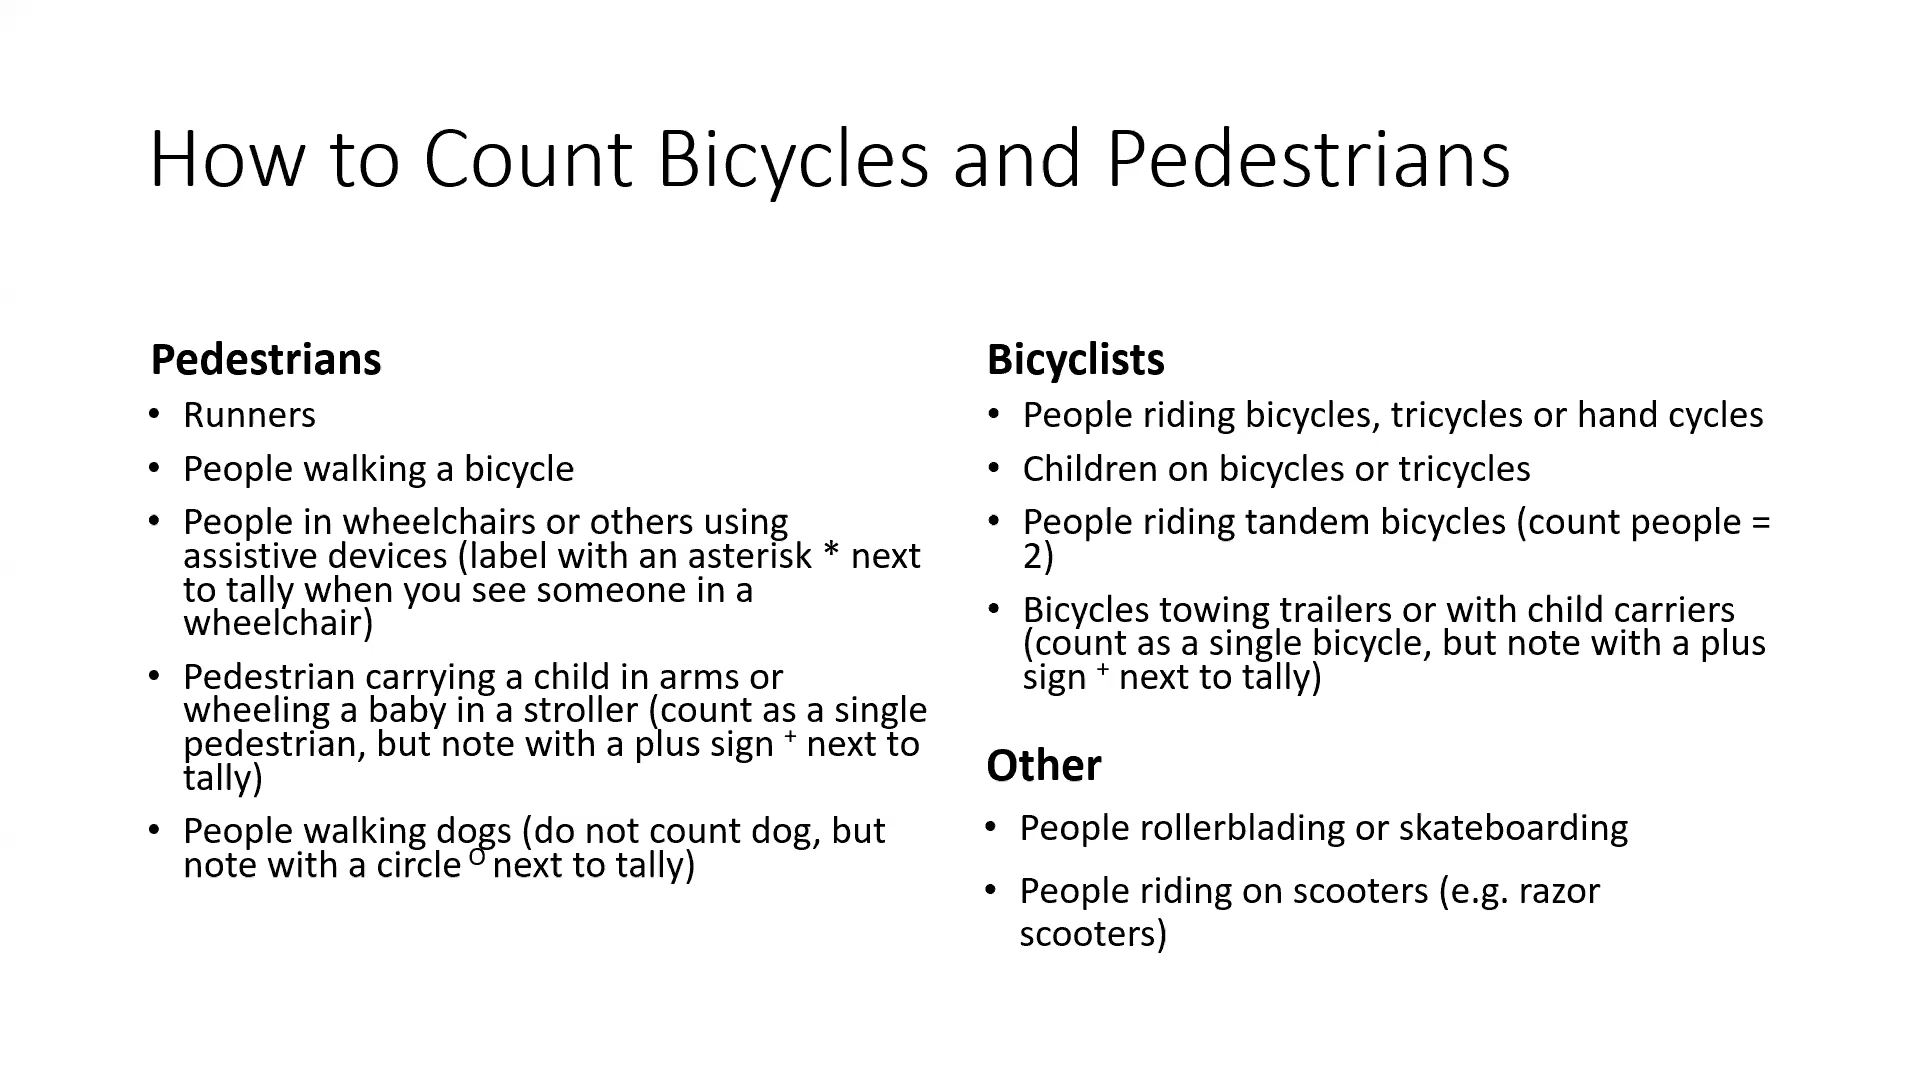 How to Count Bicycles and Pedestrians
Pedestrians
• Runners
• People walking a bicycle
• People in wheelchairs or others using
assistive devices (label with an asterisk * next
to tally when you see someone in a
wheelchair)
• Pedestrian carrying a child in arms or
wheeling a baby in a stroller (count as a single
pedestrian, but note with a plus sign + next to
tally)
• People walking dogs (do not count dog, but
note with a circle O next to tally)
Bicyclists
• People riding bicycles, tricycles or hand cycles
• Children on bicycles or tricycles
• People riding tandem bicycles (count people =
2)
• Bicycles towing trailers or with child carriers
(count as a single bicycle, but note with a plus
sign + next to tally)
Other
• People rollerblading or skateboarding
• People riding on scooters (e.g. razor
scooters)